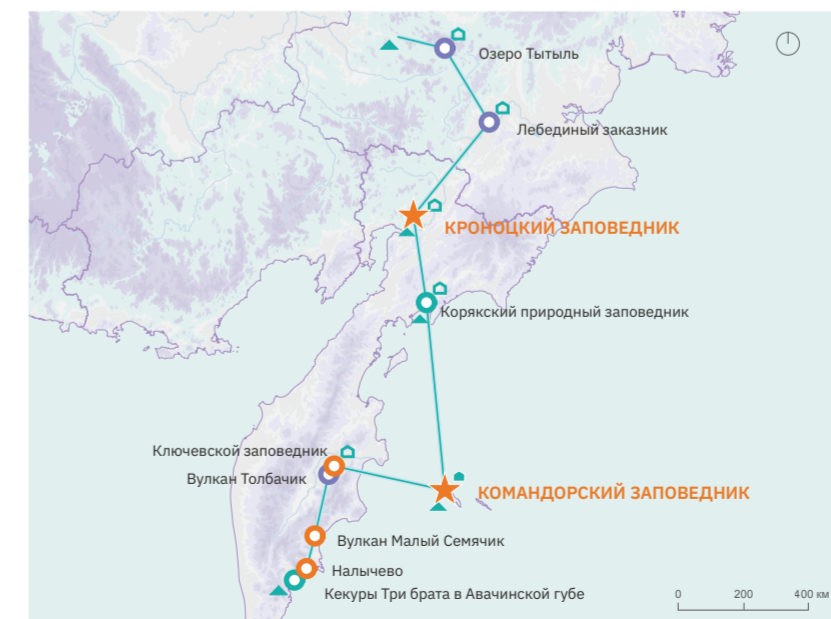 Озеро Тытыль
Лебединый заказник
КРОНОЦКИЙ ЗАПОВЕДНИК
Корякский природный заповедник
Ключевской заповедник
Вулкан Толбачик
КОМАНДОРСКИЙ ЗАПОВЕДНИК
Вулкан Малый Семячик
Налычево
Кекуры Три брата в Авачинской губе
0 200 400 км